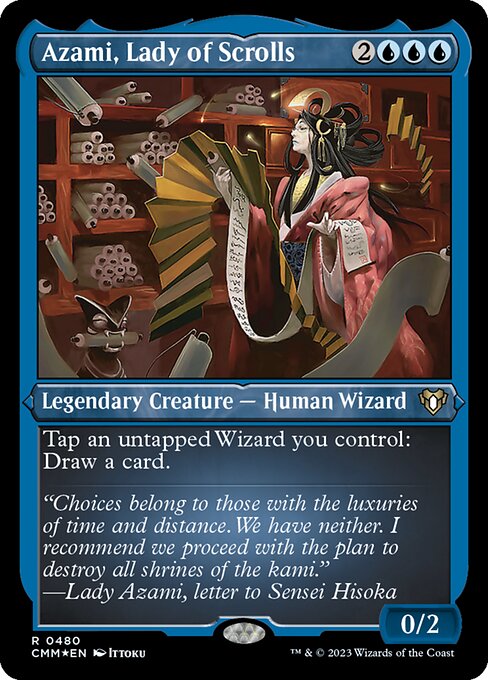 Azami, Lady of Scrolls 2
Legendary Creature — Human Wizard
Tap an untapped Wizard you control:
Draw a card.
“Choices belong to those with the luxuries
of time and distance. We have neither. I
recommend we proceed with the plan to
destroy all shrines of the kami.”
—Lady Azami, letter to Sensei Hisoka
0/2
R 0480
CMM★EN Ittoku
™ & © 2023 Wizards of the Coast